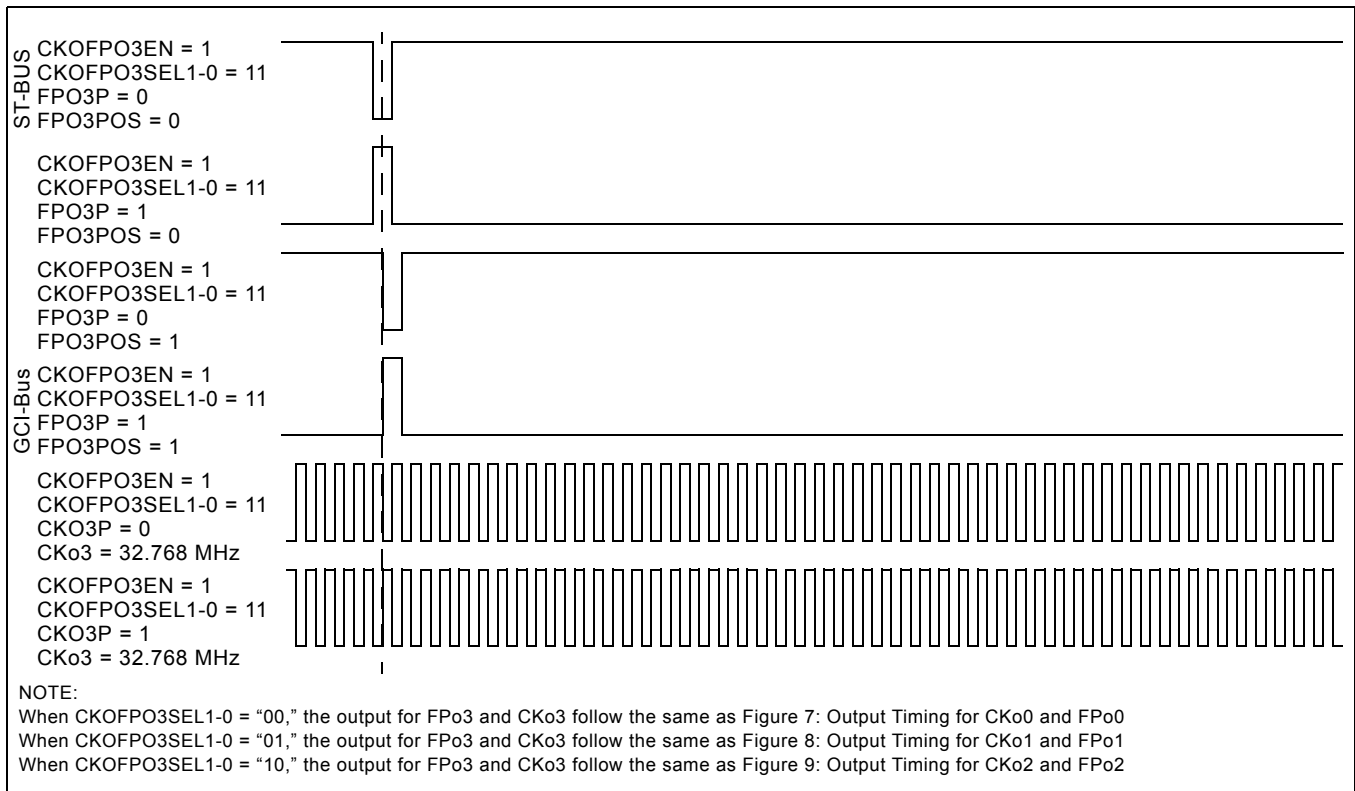 ST-BUS
CKOFPO3EN = 1
CKOFPO3SEL1-0 = 11
FPO3P = 0
FPO3POS = 0
CKOFPO3EN = 1
CKOFPO3SEL1-0 = 11
FPO3P = 1
FPO3POS = 0
CKOFPO3EN = 1
CKOFPO3SEL1-0 = 11
FPO3P = 0
FPO3POS = 1
GCI-Bus
CKOFPO3EN = 1
CKOFPO3SEL1-0 = 11
FPO3P = 1
FPO3POS = 1
CKOFPO3EN = 1
CKOFPO3SEL1-0 = 11
CKO3P = 0
CKo3 = 32.768 MHz
CKOFPO3EN = 1
CKOFPO3SEL1-0 = 11
CKO3P = 1
CKo3 = 32.768 MHz
NOTE:
When CKOFPO3SEL1-0 = “00,” the output for FPo3 and CKo3 follow the same as Figure 7: Output Timing for CKo0 and FPo0
When CKOFPO3SEL1-0 = “01,” the output for FPo3 and CKo3 follow the same as Figure 8: Output Timing for CKo1 and FPo1
When CKOFPO3SEL1-0 = “10,” the output for FPo3 and CKo3 follow the same as Figure 9: Output Timing for CKo2 and FPo2